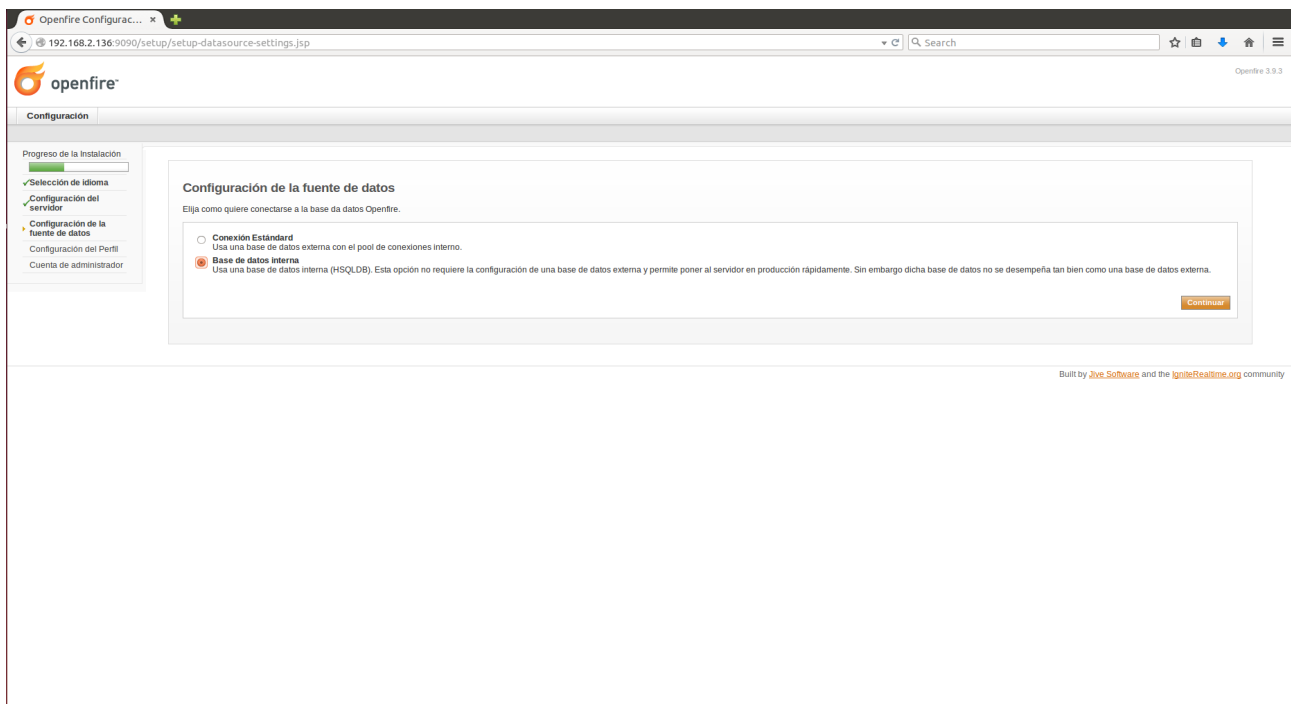 Openfire Configurac...
192.168.2.136:9090/setup/setup-datasource-settings.jsp
Search
openfire™
Openfire 3.9.3
Configuración
Progreso de la Instalación
Selección de idioma
Configuración del
servidor
Configuración de la
fuente de datos
Configuración del Perfil
Cuenta de administrador
Configuración de la fuente de datos
Elija como quiere conectarse a la base da datos Openfire.
Conexión Estándard
Usa una base de datos externa con el pool de conexiones interno.
Base de datos interna
Usa una base de datos interna (HSQLDB). Esta opción no requiere la configuración de una base de datos externa y permite poner al servidor en producción rápidamente. Sin embargo dicha base de datos no se desempeña tan bien como una base de datos externa.
Continuar
Built by Jive Software and the IgniteRealtime.org community